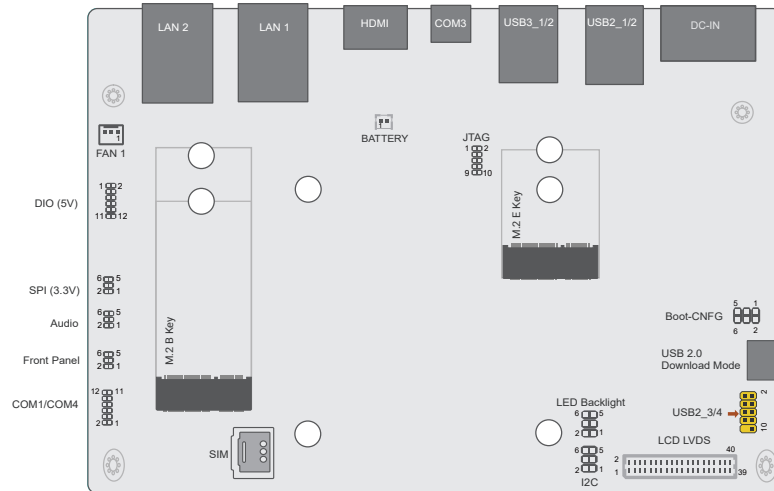 LAN 2
LAN 1
HDMI
COM3
USB3_1/2
USB2_1/2
DC-IN
1
FAN 1
1
BATTERY
JTAG
1 2
9 10
DIO (5V)
1 2
11 12
M.2 E Key
SPI (3.3V)
6 5
2 1
Audio
6 5
2 1
Front Panel
6 5
2 1
COM1/COM4
12 11
2 1
M.2 B Key
SIM
Boot-CNFG
5 1
6 2
USB 2.0
Download Mode
LED Backlight
6 5
2 1
USB2_3/4
2
10
LCD LVDS
6 5
2 1
I2C
2 40
1 39